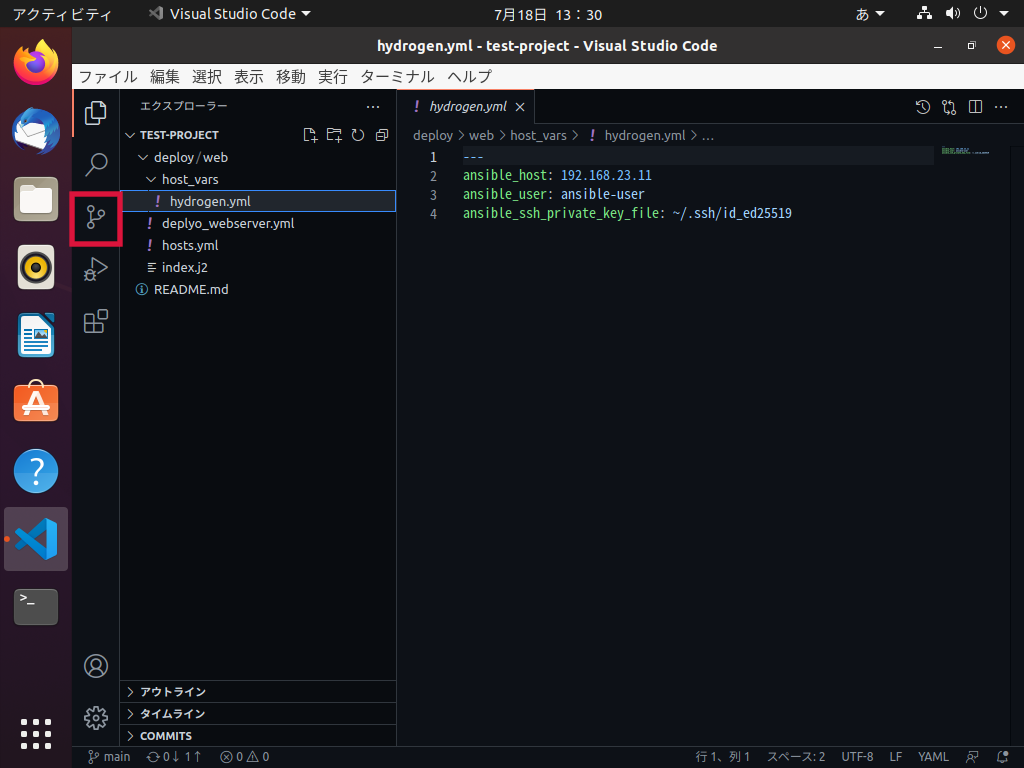 アクティビティ Visual Studio Code 7月18日 13：30 あ
hydrogen.yml - test-project - Visual Studio Code
ファイル 編集 選択 表示 移動 実行 ターミナル ヘルプ
エクスプローラー
TEST-PROJECT
deploy/web
host_vars
! hydrogen.yml
! deplyo_webserver.yml
! hosts.yml
index.j2
README.md
アウトライン
タイムライン
COMMITS
! hydrogen.yml
deploy > web > host_vars > ! hydrogen.yml > ...
1 ---
2 ansible_host: 192.168.23.11
3 ansible_user: ansible-user
4 ansible_ssh_private_key_file: ~/.ssh/id_ed25519
main 0↓ 1↑ 0 0 行 1、列 1 スペース: 2 UTF-8 LF YAML